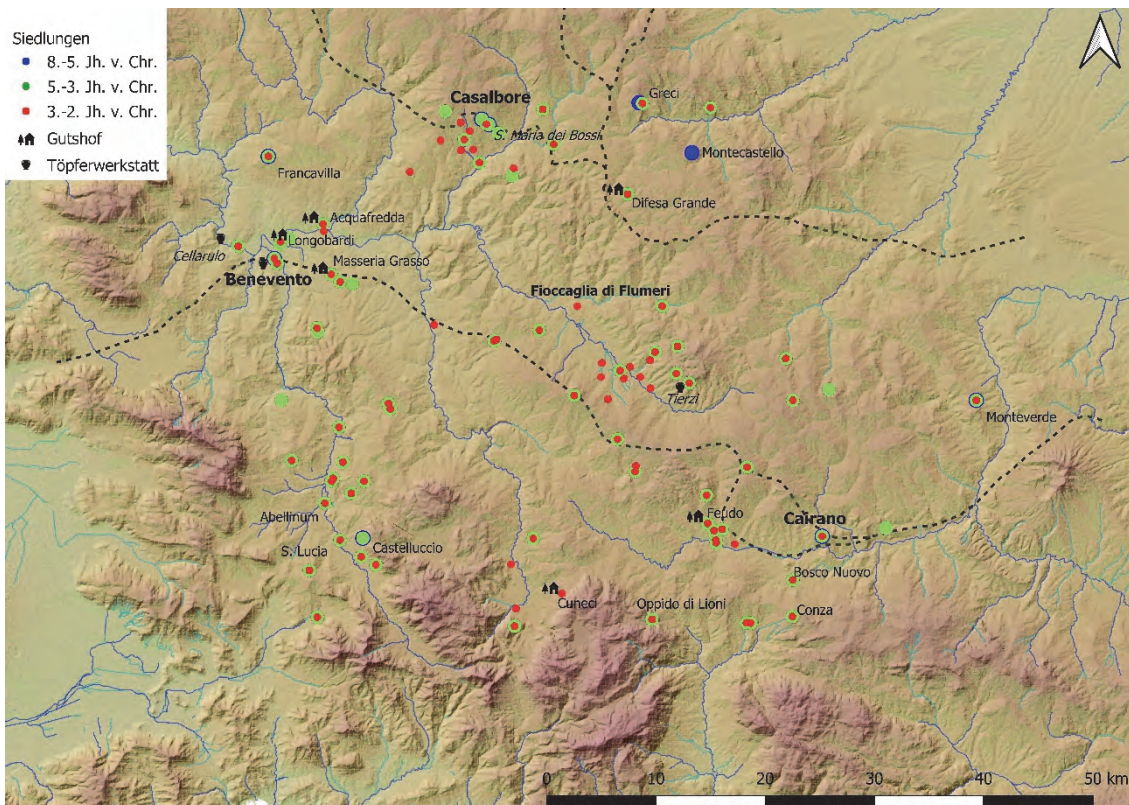 Siedlungen
8.-5. Jh. v. Chr.
5.-3. Jh. v. Chr.
3.-2. Jh. v. Chr.
Gutshof
Töpferwerkstatt
Casalbore
Greci
S. Maria dei Bossi
Montecastello
Francavilla
Difesa Grande
Acquafredda
Longobardi
Cellarulo
Masseria Grasso
Benevento
Fioccaglia di Flumeri
Tierzi
Monteverde
Abellinum
Feudo
Cairano
S. Lucia
Castelluccio
Bosco Nuovo
Cuneci
Oppido di Lioni
Conza
0 10 20 30 40 50 km